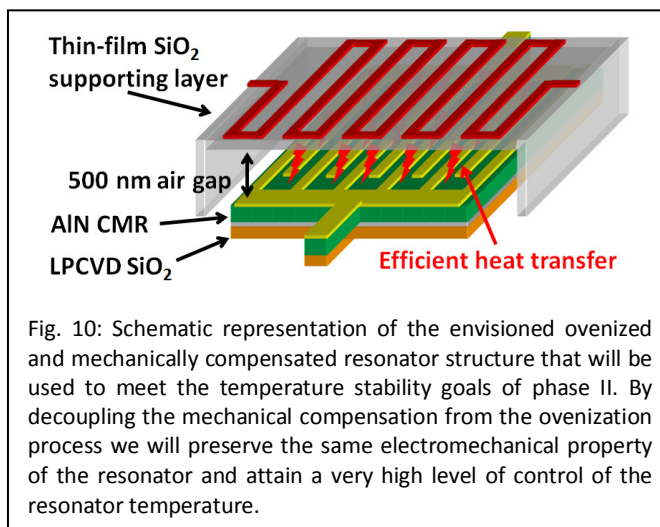 Thin-film SiO₂
supporting layer
500 nm air gap
AlN CMR
LPCVD SiO₂
Efficient heat transfer
Fig. 10: Schematic representation of the envisioned ovenized
and mechanically compensated resonator structure that will be
used to meet the temperature stability goals of phase II. By
decoupling the mechanical compensation from the ovenization
process we will preserve the same electromechanical property
of the resonator and attain a very high level of control of the
resonator temperature.